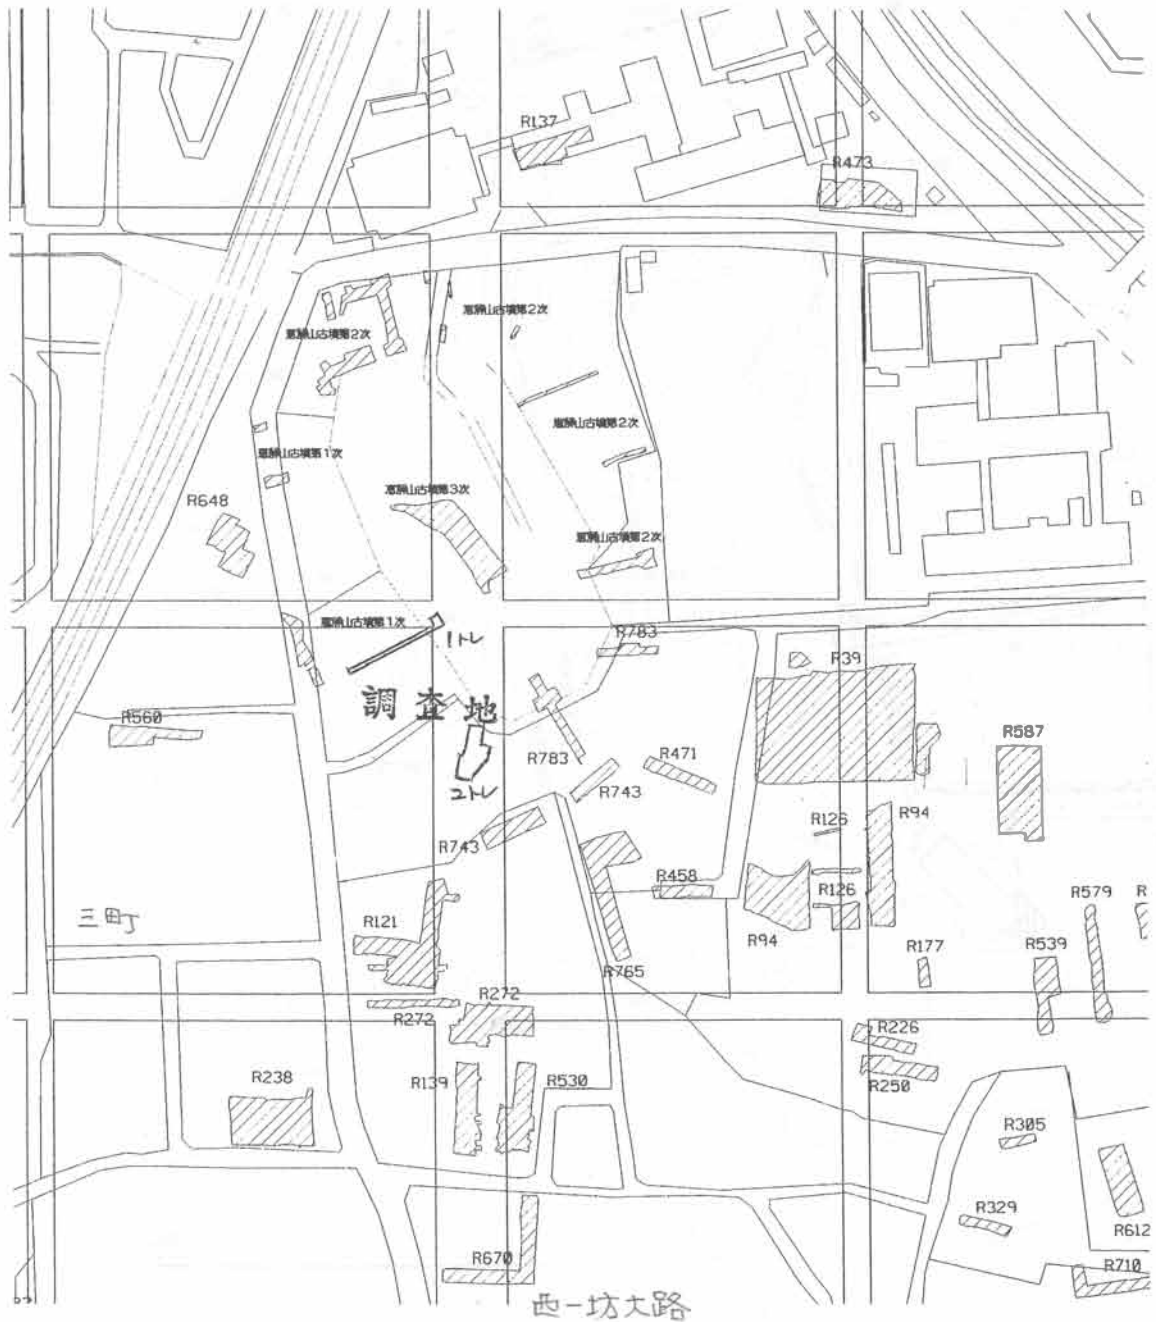 R137
R473
恵解山古墳第2次
恵解山古墳第2次
恵解山古墳第2次
恵解山古墳第1次
恵解山古墳第3次
R648
恵解山古墳第2次
恵解山古墳第1次
1トレ
R783
R39
調査地
R560
R783
R471
R587
2トレ
R743
R126
R94
R743
R458
R126
R579
R
三町
R121
R94
R177
R539
R765
R272
R272
R226
R238
R139
R530
R250
R305
R329
R612
R670
R710
西一坊大路